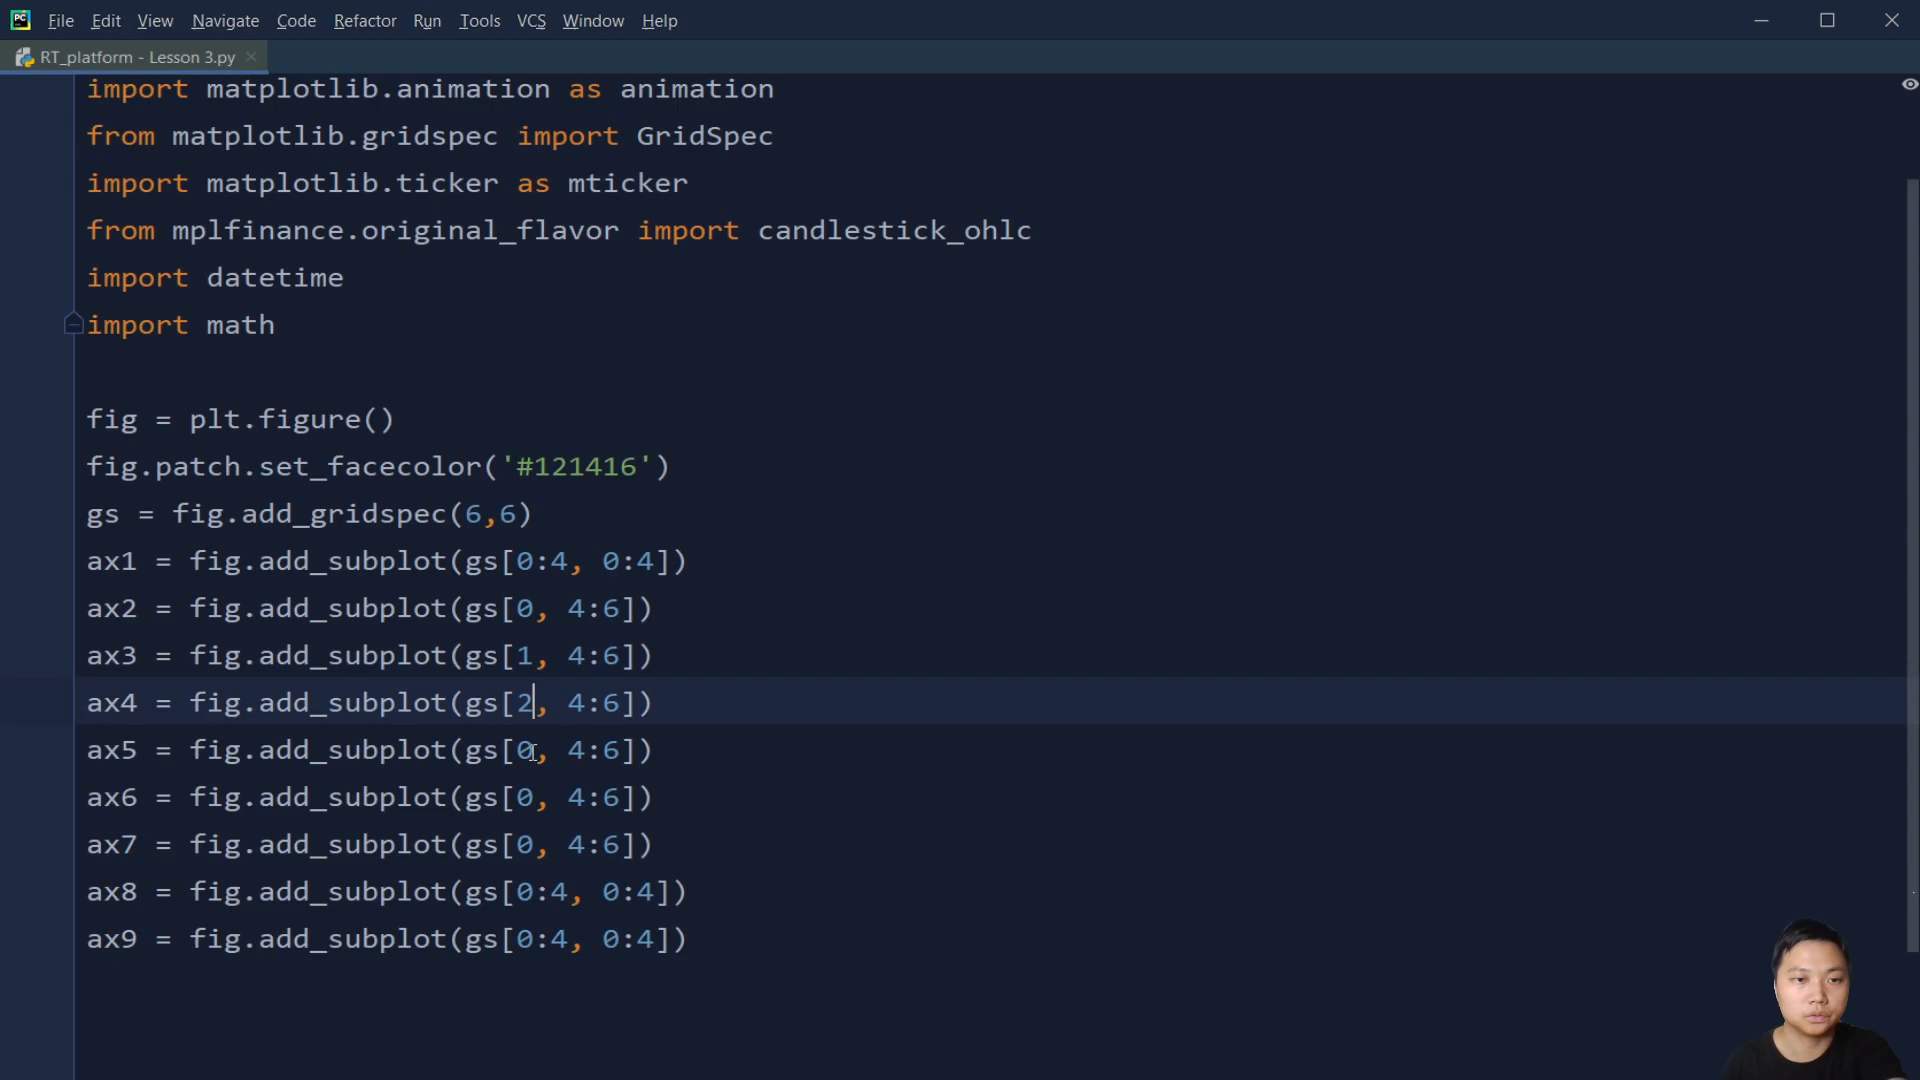 PC File Edit View Navigate Code Refactor Run Tools VCS Window Help
RT_platform - Lesson 3.py
import matplotlib.animation as animation
from matplotlib.gridspec import GridSpec
import matplotlib.ticker as mticker
from mplfinance.original_flavor import candlestick_ohlc
import datetime
import math
fig = plt.figure()
fig.patch.set_facecolor('#121416')
gs = fig.add_gridspec(6,6)
ax1 = fig.add_subplot(gs[0:4, 0:4])
ax2 = fig.add_subplot(gs[0, 4:6])
ax3 = fig.add_subplot(gs[1, 4:6])
ax4 = fig.add_subplot(gs[2, 4:6])
ax5 = fig.add_subplot(gs[0, 4:6])
ax6 = fig.add_subplot(gs[0, 4:6])
ax7 = fig.add_subplot(gs[0, 4:6])
ax8 = fig.add_subplot(gs[0:4, 0:4])
ax9 = fig.add_subplot(gs[0:4, 0:4])